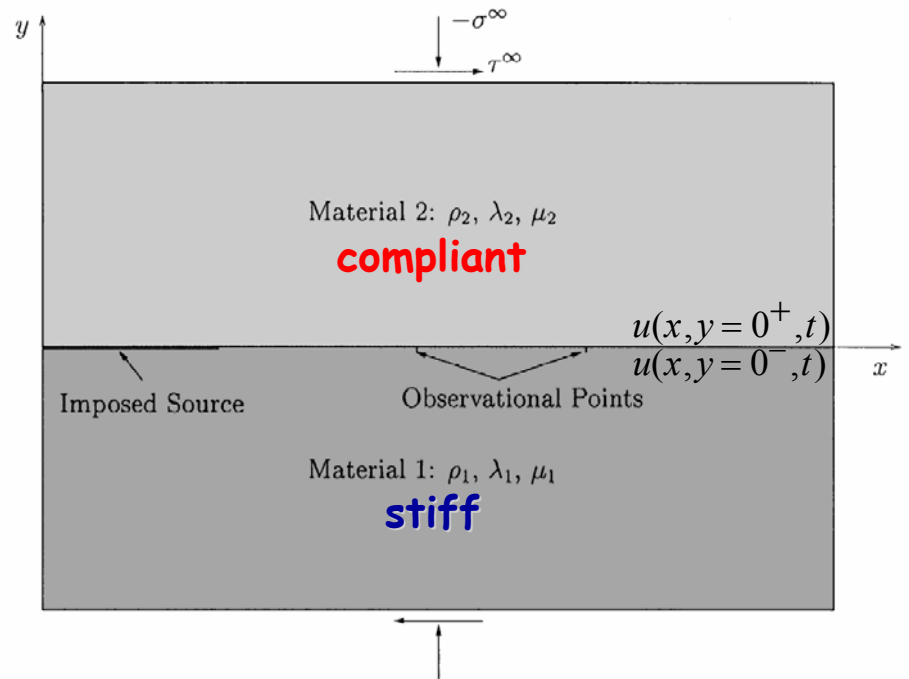 y
−σ^∞
τ^∞
Material 2: ρ₂, λ₂, μ₂
compliant
u(x, y = 0⁺, t)
u(x, y = 0⁻, t)
x
Imposed Source
Observational Points
Material 1: ρ₁, λ₁, μ₁
stiff